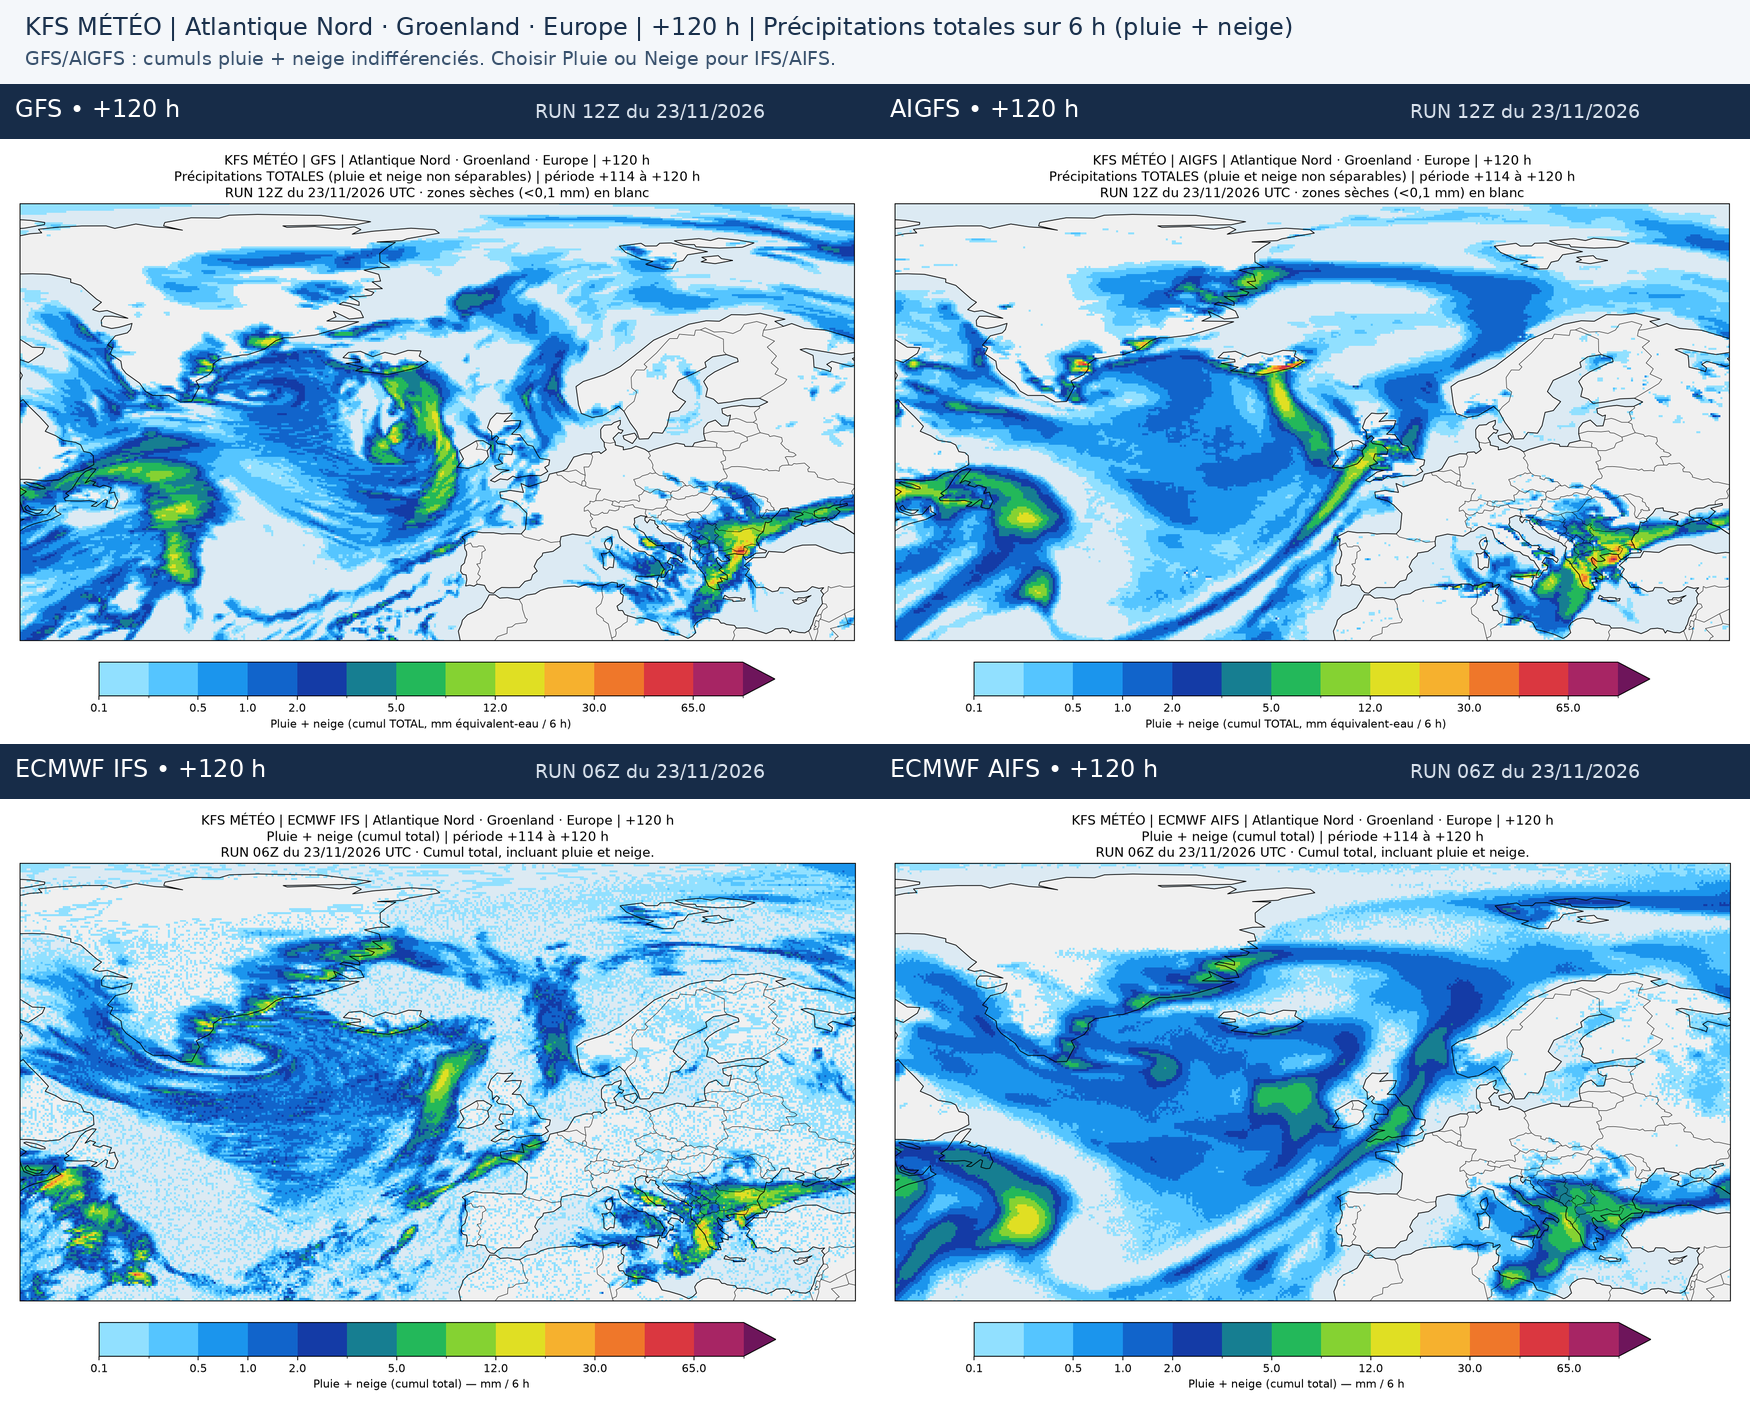 KFS MÉTÉO | Atlantique Nord · Groenland · Europe | +120 h | Précipitations totales sur 6 h (pluie + neige)
GFS/AIGFS : cumuls pluie + neige indifférenciés. Choisir Pluie ou Neige pour IFS/AIFS.
GFS • +120 h RUN 12Z du 23/11/2026
KFS MÉTÉO | GFS | Atlantique Nord · Groenland · Europe | +120 h
Précipitations TOTALES (pluie et neige non séparables) | période +114 à +120 h
RUN 12Z du 23/11/2026 UTC · zones sèches (<0,1 mm) en blanc
0.1 0.5 1.0 2.0 5.0 12.0 30.0 65.0
Pluie + neige (cumul TOTAL, mm équivalent-eau / 6 h)
AIGFS • +120 h RUN 12Z du 23/11/2026
KFS MÉTÉO | AIGFS | Atlantique Nord · Groenland · Europe | +120 h
Précipitations TOTALES (pluie et neige non séparables) | période +114 à +120 h
RUN 12Z du 23/11/2026 UTC · zones sèches (<0,1 mm) en blanc
0.1 0.5 1.0 2.0 5.0 12.0 30.0 65.0
Pluie + neige (cumul TOTAL, mm équivalent-eau / 6 h)
ECMWF IFS • +120 h RUN 06Z du 23/11/2026
KFS MÉTÉO | ECMWF IFS | Atlantique Nord · Groenland · Europe | +120 h
Pluie + neige (cumul total) | période +114 à +120 h
RUN 06Z du 23/11/2026 UTC · Cumul total, incluant pluie et neige.
0.1 0.5 1.0 2.0 5.0 12.0 30.0 65.0
Pluie + neige (cumul total) — mm / 6 h
ECMWF AIFS • +120 h RUN 06Z du 23/11/2026
KFS MÉTÉO | ECMWF AIFS | Atlantique Nord · Groenland · Europe | +120 h
Pluie + neige (cumul total) | période +114 à +120 h
RUN 06Z du 23/11/2026 UTC · Cumul total, incluant pluie et neige.
0.1 0.5 1.0 2.0 5.0 12.0 30.0 65.0
Pluie + neige (cumul total) — mm / 6 h